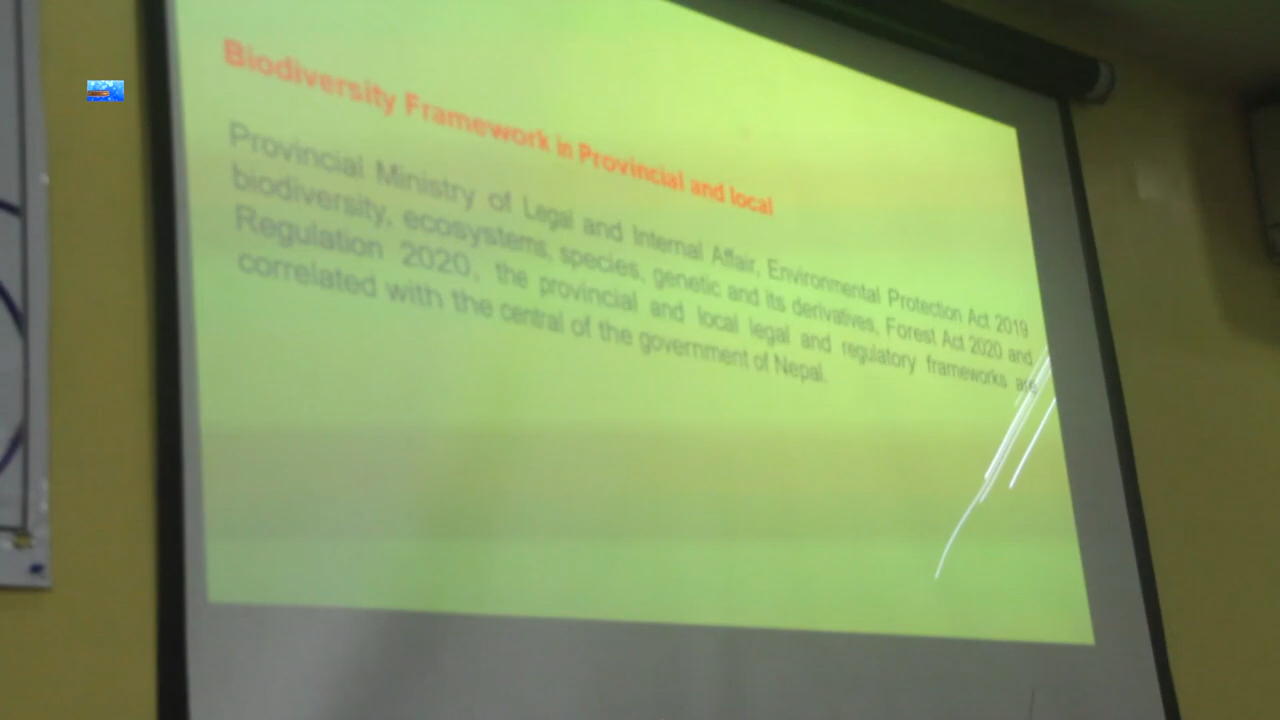 Biodiversity Framework in Provincial and local
Provincial Ministry of Legal and Internal Affair, Environmental Protection Act 2019
biodiversity, ecosystems, species, genetic and its derivatives, Forest Act 2020 and
Regulation 2020, the provincial and local legal and regulatory frameworks are
correlated with the central of the government of Nepal.